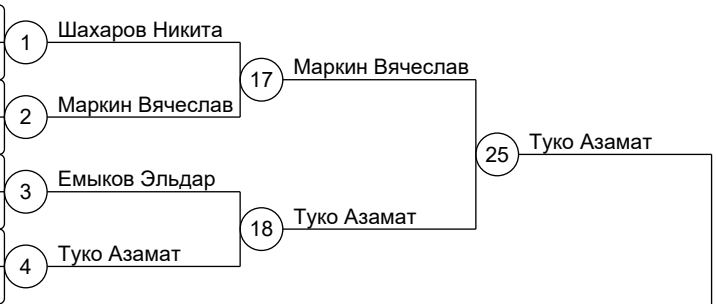 1 Шахаров Никита
17 Маркин Вячеслав
2 Маркин Вячеслав
25 Туко Азамат
3 Емыков Эльдар
18 Туко Азамат
4 Туко Азамат